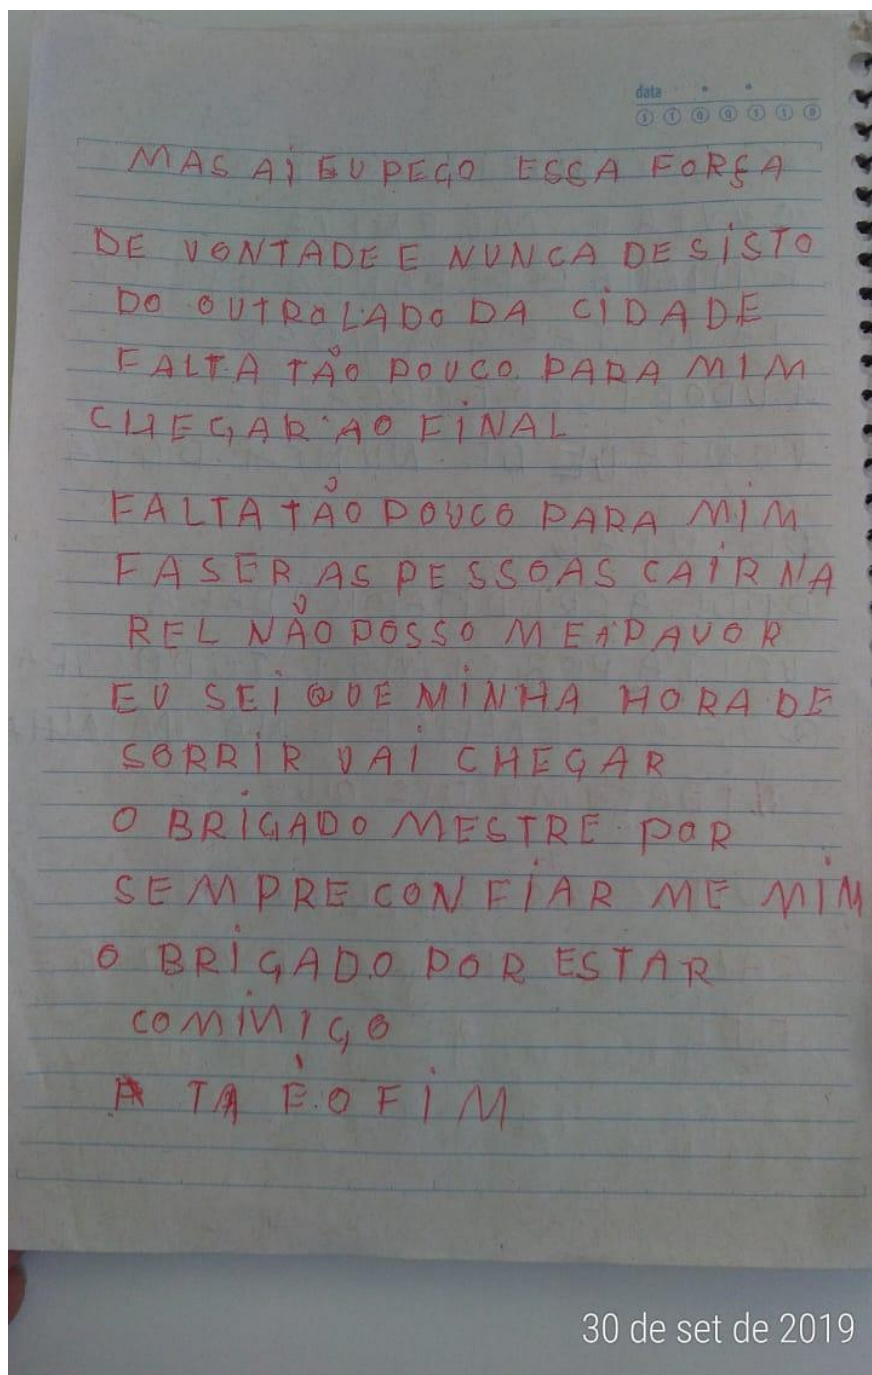 data
S T Q Q S S D
MAS AI EU PEGO ESSA FORÇA
DE VONTADE E NUNCA DESISTO
DO OUTRO LADO DA CIDADE
FALTA TÃO POUCO PARA MIM
CHEGAR AO FINAL
FALTA TÃO POUCO PARA MIM
FASER AS PESSOAS CAIR NA
REL NÃO POSSO ME APAVOR
EU SEI QUE MINHA HORA DE
SORRIR VAI CHEGAR
O BRIGADO MESTRE POR
SEMPRE CONFIAR ME MIM
O BRIGADO POR ESTAR
COMMIGO
A TA É O FIM
30 de set de 2019